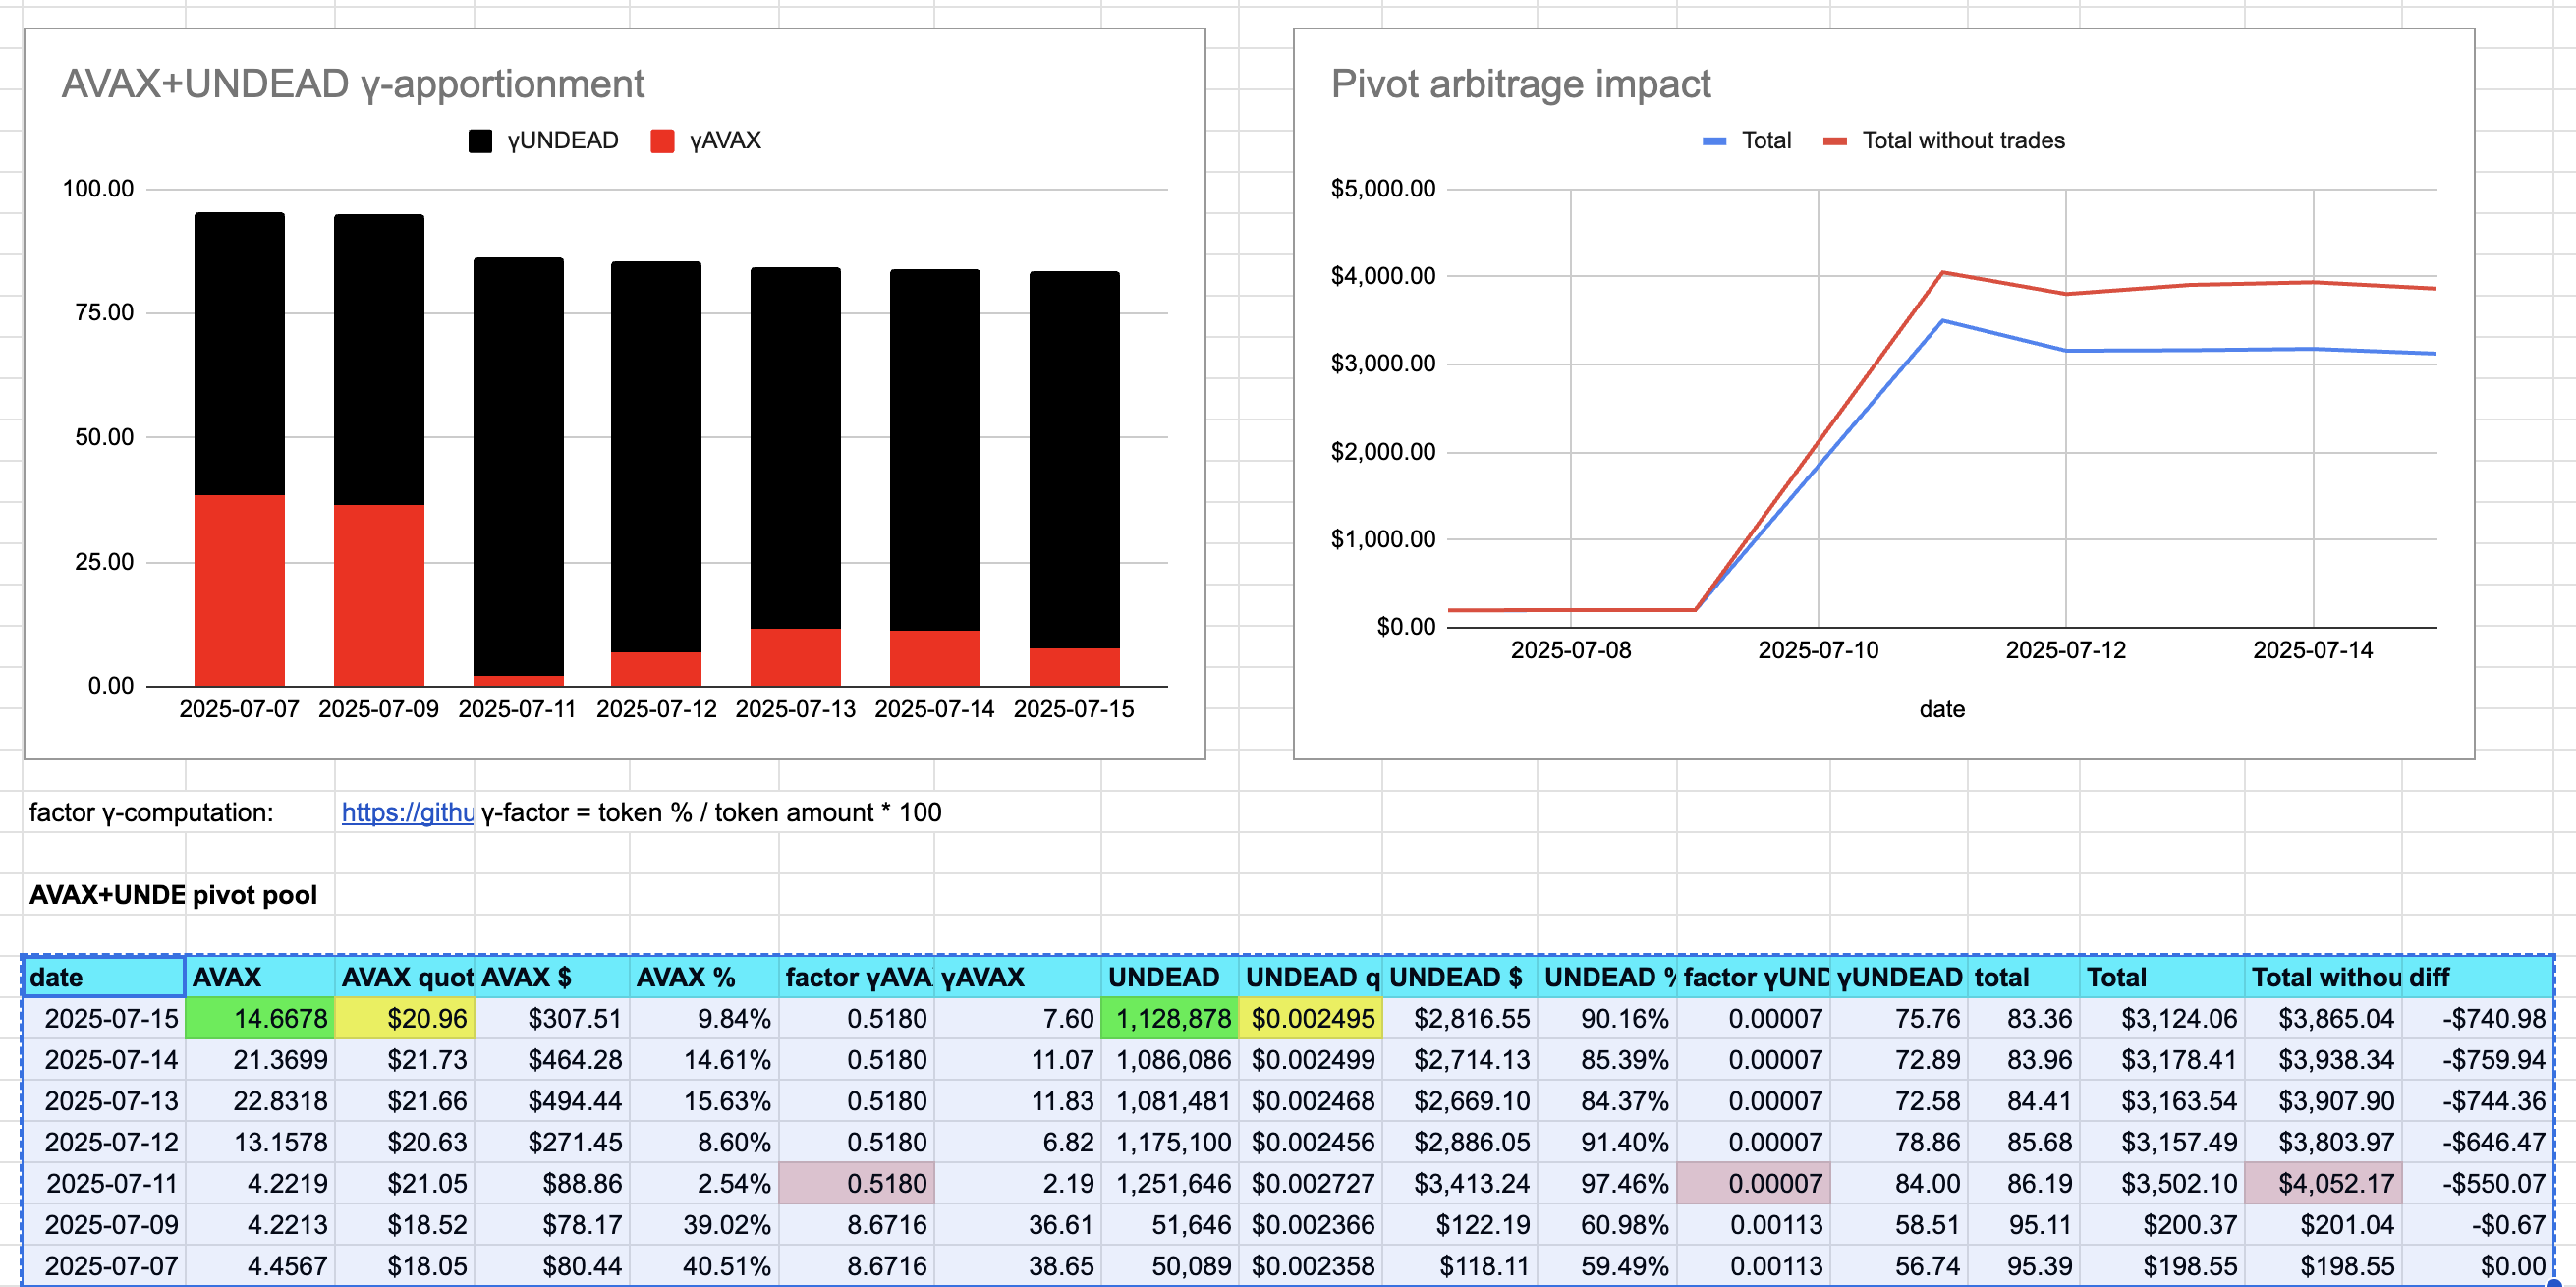 AVAX+UNDEAD γ-apportionment
γUNDEAD γAVAX
100.00
75.00
50.00
25.00
0.00
2025-07-07 2025-07-09 2025-07-11 2025-07-12 2025-07-13 2025-07-14 2025-07-15
Pivot arbitrage impact
Total Total without trades
$5,000.00
$4,000.00
$3,000.00
$2,000.00
$1,000.00
$0.00
2025-07-08 2025-07-10 2025-07-12 2025-07-14
date
factor γ-computation: https://githu γ-factor = token % / token amount * 100
AVAX+UNDE pivot pool
date AVAX AVAX quot AVAX $ AVAX % factor γAVA γAVAX UNDEAD UNDEAD q UNDEAD $ UNDEAD % factor γUND γUNDEAD total Total Total withou diff
2025-07-15 14.6678 $20.96 $307.51 9.84% 0.5180 7.60 1,128,878 $0.002495 $2,816.55 90.16% 0.00007 75.76 83.36 $3,124.06 $3,865.04 -$740.98
2025-07-14 21.3699 $21.73 $464.28 14.61% 0.5180 11.07 1,086,086 $0.002499 $2,714.13 85.39% 0.00007 72.89 83.96 $3,178.41 $3,938.34 -$759.94
2025-07-13 22.8318 $21.66 $494.44 15.63% 0.5180 11.83 1,081,481 $0.002468 $2,669.10 84.37% 0.00007 72.58 84.41 $3,163.54 $3,907.90 -$744.36
2025-07-12 13.1578 $20.63 $271.45 8.60% 0.5180 6.82 1,175,100 $0.002456 $2,886.05 91.40% 0.00007 78.86 85.68 $3,157.49 $3,803.97 -$646.47
2025-07-11 4.2219 $21.05 $88.86 2.54% 0.5180 2.19 1,251,646 $0.002727 $3,413.24 97.46% 0.00007 84.00 86.19 $3,502.10 $4,052.17 -$550.07
2025-07-09 4.2213 $18.52 $78.17 39.02% 8.6716 36.61 51,646 $0.002366 $122.19 60.98% 0.00113 58.51 95.11 $200.37 $201.04 -$0.67
2025-07-07 4.4567 $18.05 $80.44 40.51% 8.6716 38.65 50,089 $0.002358 $118.11 59.49% 0.00113 56.74 95.39 $198.55 $198.55 $0.00